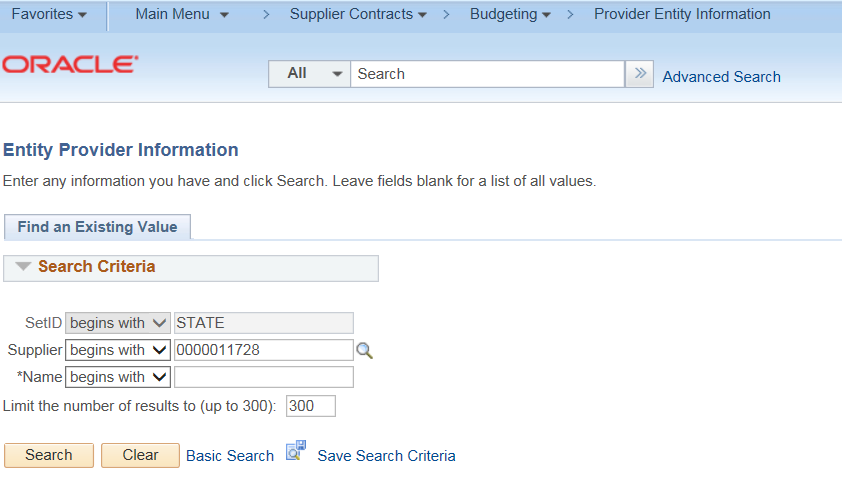 Favorites Main Menu > Supplier Contracts > Budgeting > Provider Entity Information
ORACLE
All Search Advanced Search
Entity Provider Information
Enter any information you have and click Search. Leave fields blank for a list of all values.
Find an Existing Value
Search Criteria
SetID begins with STATE
Supplier begins with 0000011728
*Name begins with
Limit the number of results to (up to 300): 300
Search Clear Basic Search Save Search Criteria